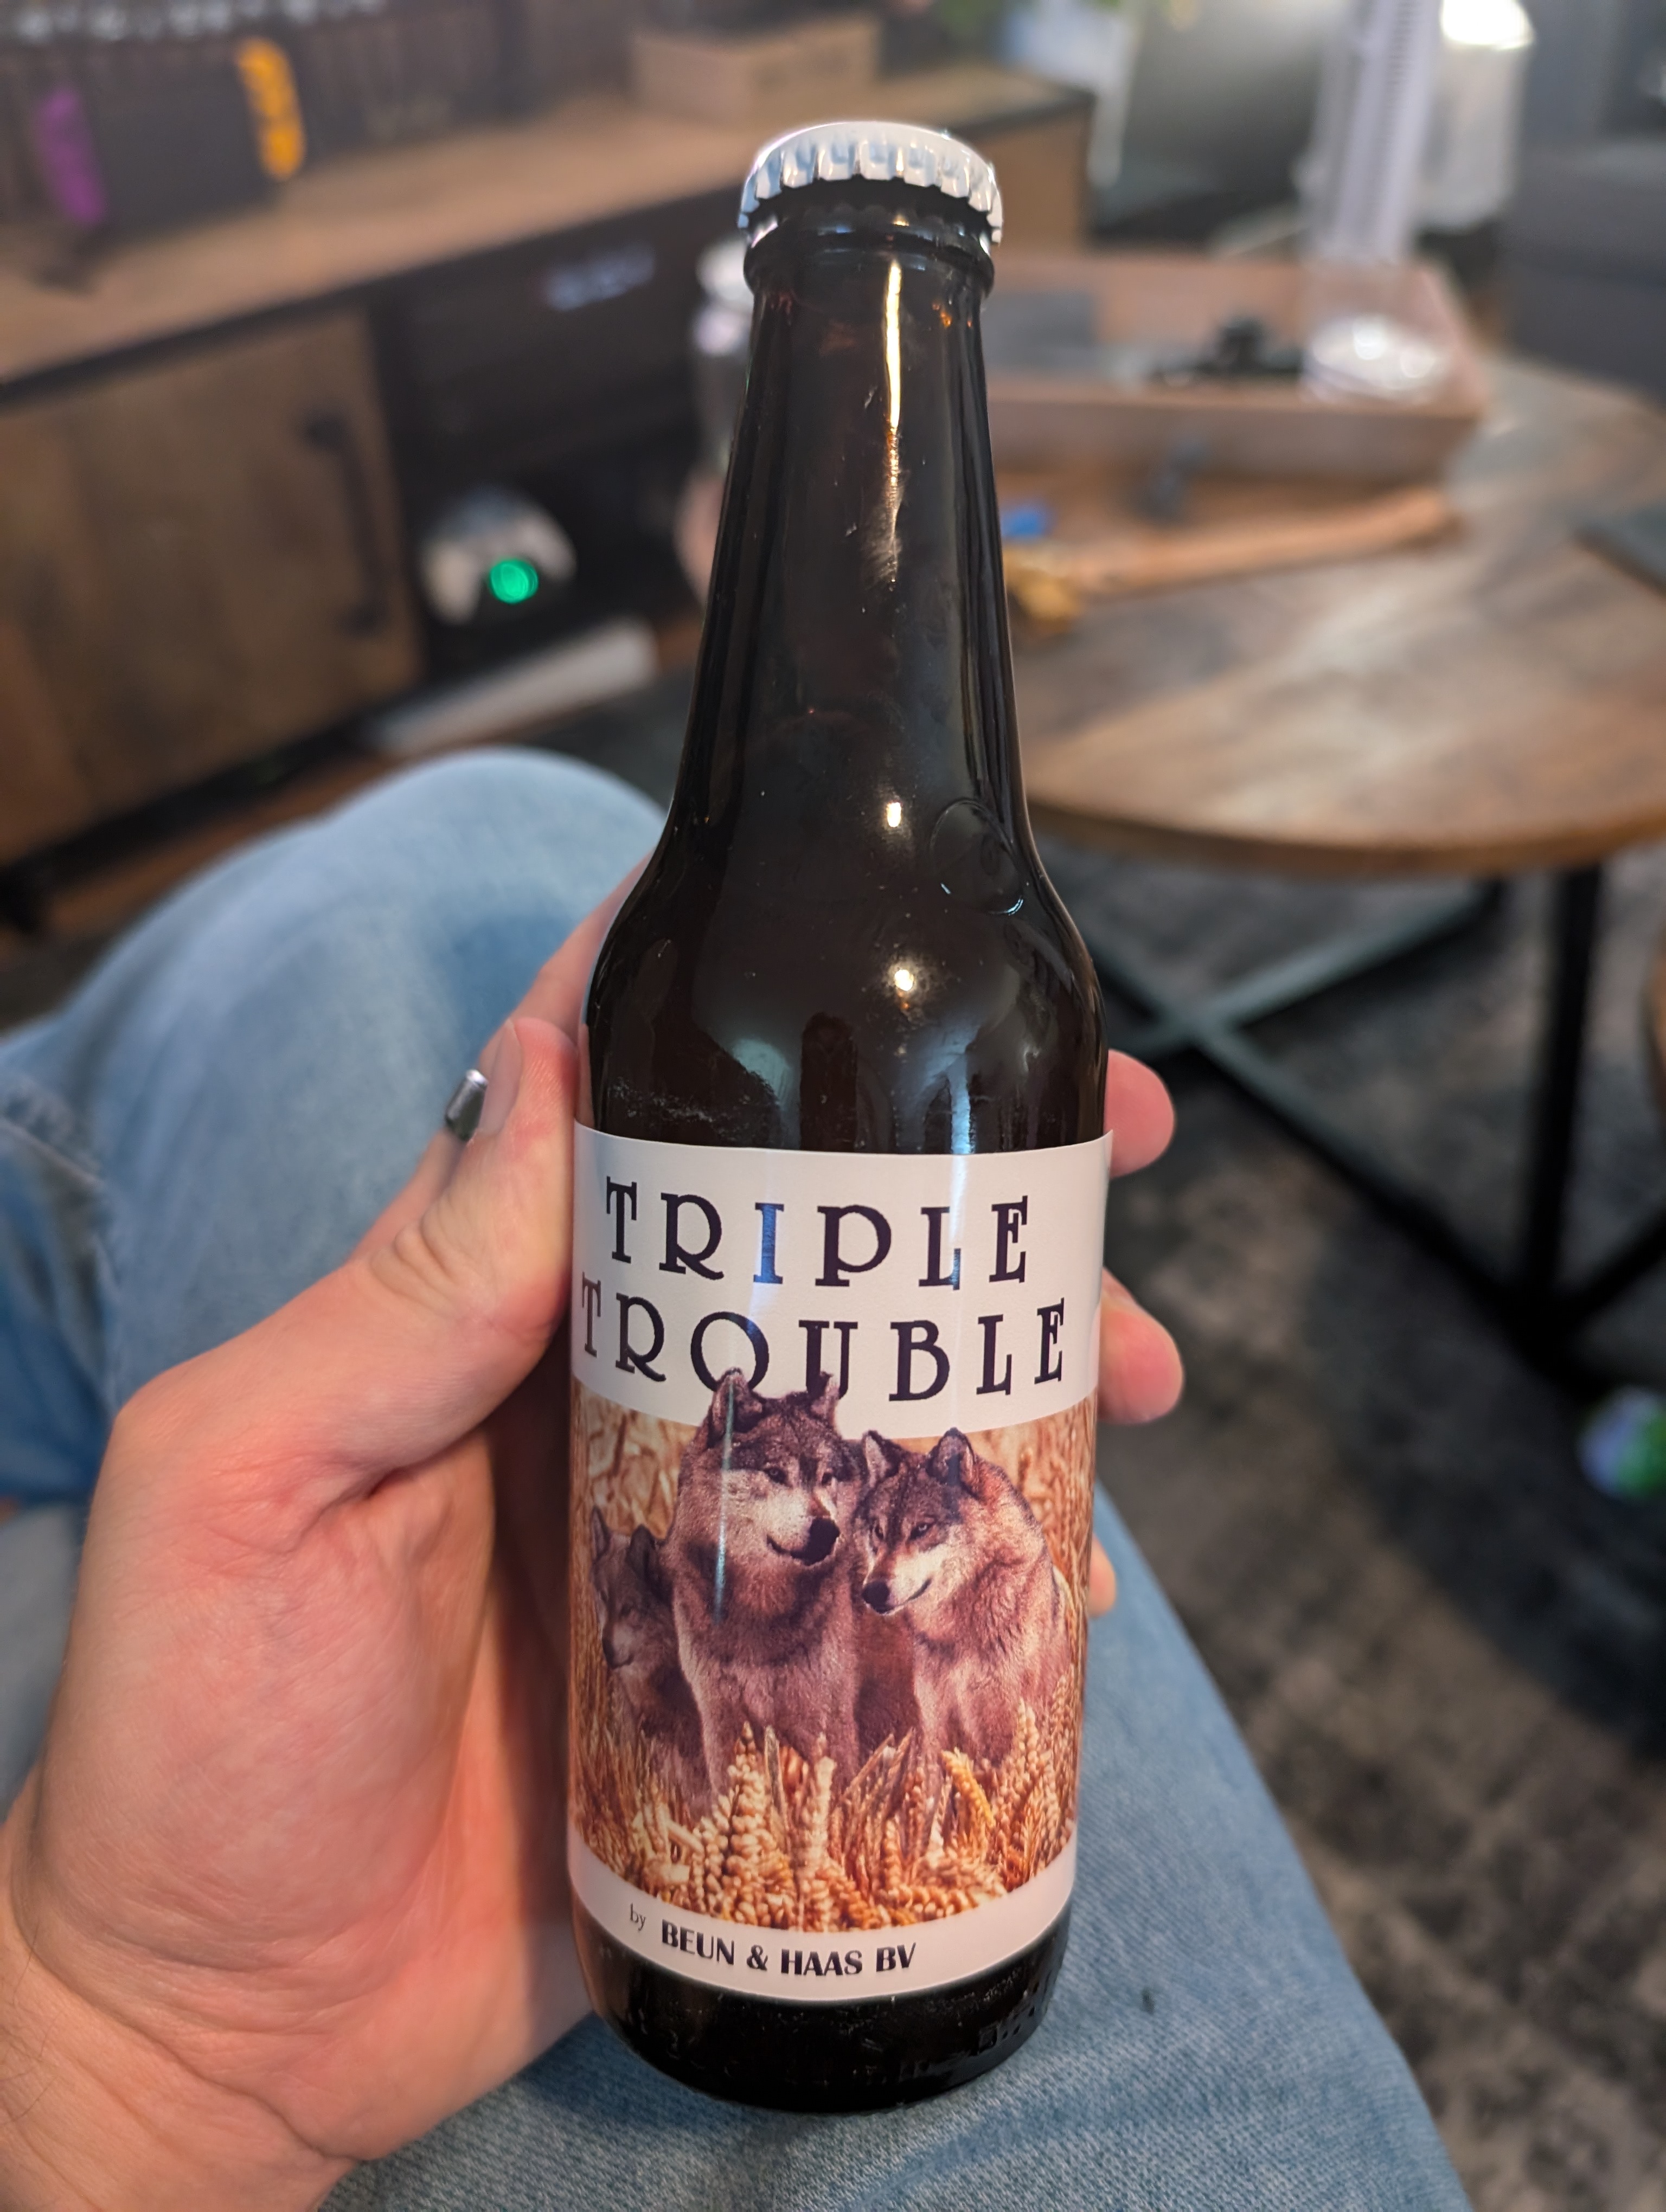 TRIPLE
TROUBLE
by BEUN & HAAS BV